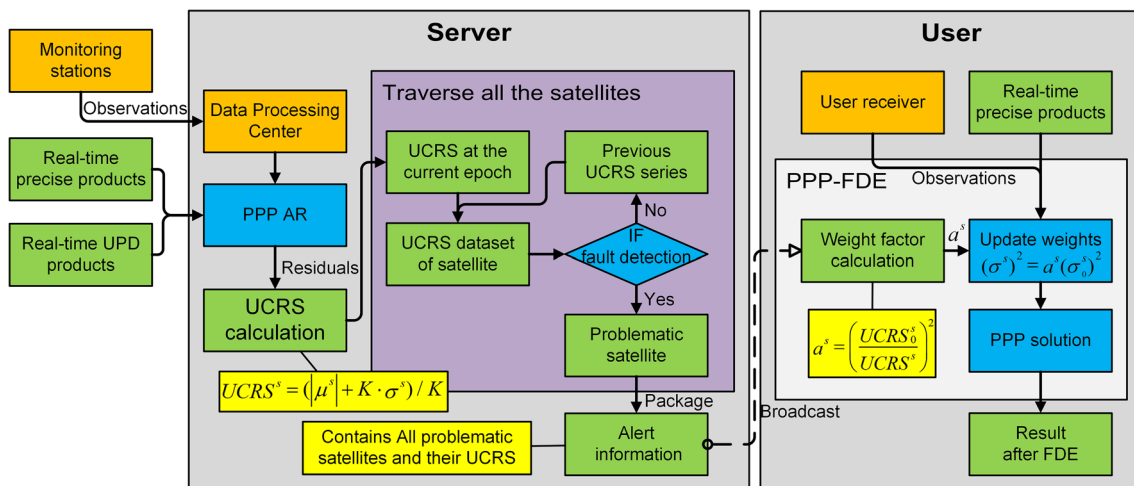 Server
User
Monitoring
stations
Observations
Data Processing
Center
Real-time
precise products
PPP AR
Real-time UPD
products
Residuals
UCRS
calculation
UCRS^s = (|μ^s| + K · σ^s) / K
Traverse all the satellites
UCRS at the
current epoch
Previous
UCRS series
No
UCRS dataset
of satellite
IF
fault detection
Yes
Problematic
satellite
Package
Contains All problematic
satellites and their UCRS
Alert
information
Broadcast
User receiver
Real-time
precise products
Observations
PPP-FDE
Weight factor
calculation
a^s
Update weights
(σ^s)^2 = a^s(σ_0^s)^2
a^s = (UCRS_0^s / UCRS^s)^2
PPP solution
Result
after FDE